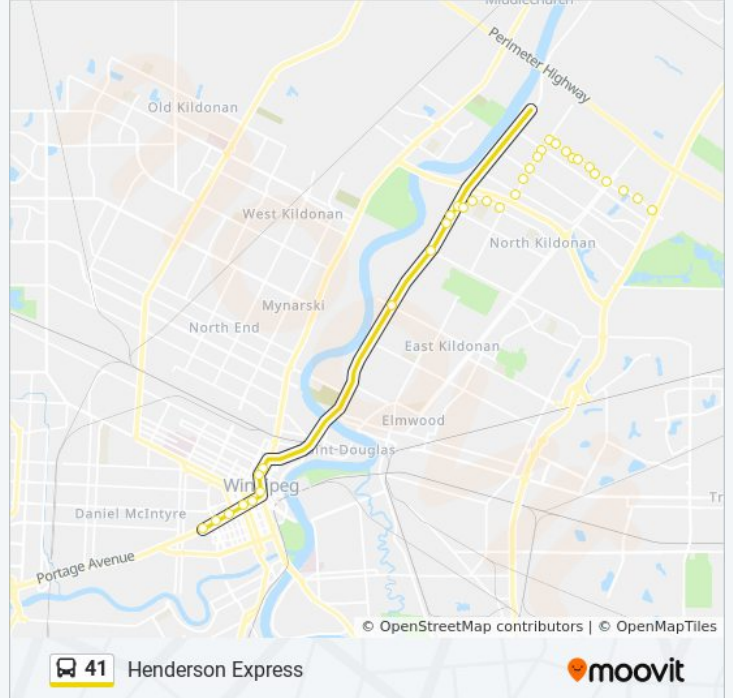 Middlechurch
Perimeter Highway
Old Kildonan
West Kildonan
North Kildonan
Mynarski
North End
East Kildonan
Elmwood
int-Douglas
Winnipeg
Daniel McIntyre
Tr
Portage Avenue
© OpenStreetMap contributors | © OpenMapTiles
41 Henderson Express
moovit